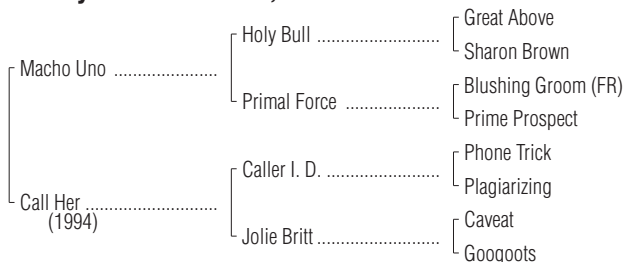 Great Above
Holy Bull ........................
Sharon Brown
Macho Uno ....................
Blushing Groom (FR)
Primal Force ..................
Prime Prospect
Phone Trick
Caller I. D. ......................
Plagiarizing
Call Her .........................
(1994)
Caveat
Jolie Britt ........................
Googoots